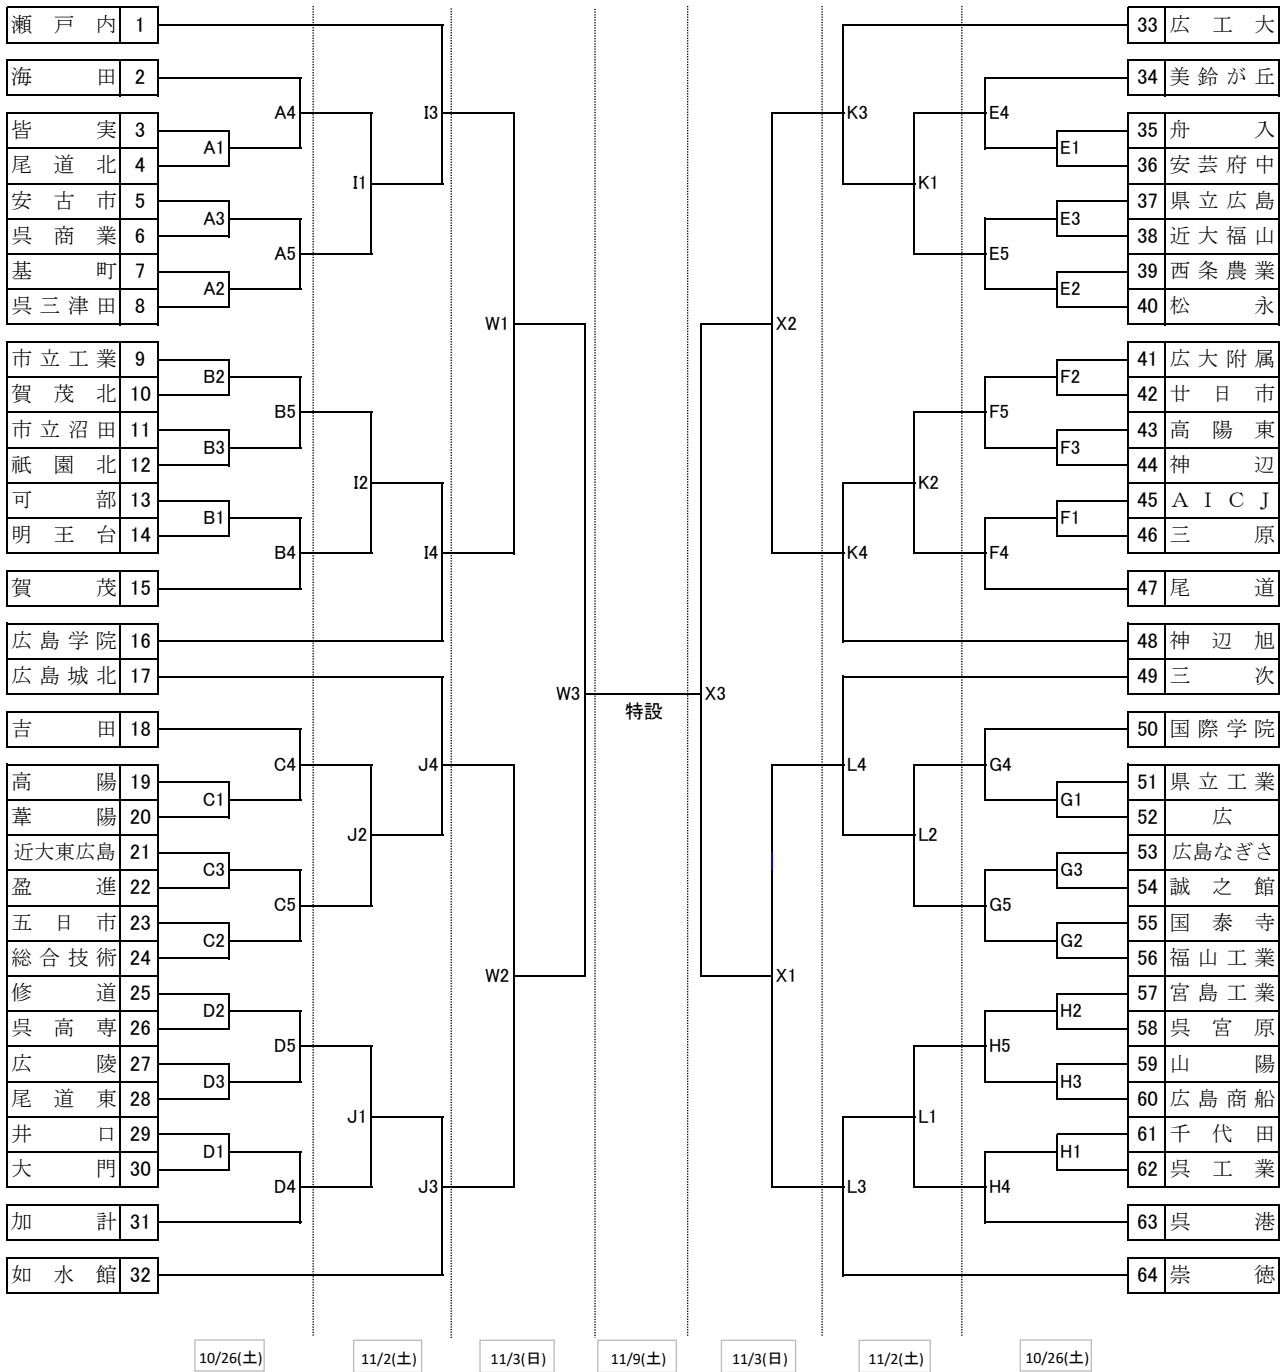 瀬戸内 1
海田 2
皆実 3
尾道北 4
安古市 5
呉商業 6
基町 7
呉三津田 8
市立工業 9
賀茂北 10
市立沼田 11
祇園北 12
可部 13
明王台 14
賀茂 15
広島学院 16
広島城北 17
吉田 18
高陽 19
葦陽 20
近大東広島 21
盈進 22
五日市 23
総合技術 24
修道 25
呉高専 26
広陵 27
尾道東 28
井口 29
大門 30
加計 31
如水館 32
A1
A3
A2
B2
B3
B1
C1
C3
C2
D2
D3
D1
A4
A5
B5
B4
C4
C5
D5
D4
I1
I2
J2
J1
I3
I4
J4
J3
W1
W2
W3
特設
X3
X2
X1
K3
K4
L4
L3
K1
K2
L2
L1
E4
E5
F5
F4
G4
G5
H5
H4
E1
E3
E2
F2
F3
F1
G1
G3
G2
H2
H3
H1
33 広工大
34 美鈴が丘
35 舟入
36 安芸府中
37 県立広島
38 近大福山
39 西条農業
40 松永
41 広大附属
42 廿日市
43 高陽東
44 神辺
45 AICJ
46 三原
47 尾道
48 神辺旭
49 三次
50 国際学院
51 県立工業
52 広
53 広島なぎさ
54 誠之館
55 国泰寺
56 福山工業
57 宮島工業
58 呉宮原
59 山陽
60 広島商船
61 千代田
62 呉工業
63 呉港
64 崇徳
10/26(土) 11/2(土) 11/3(日) 11/9(土) 11/3(日) 11/2(土) 10/26(土)